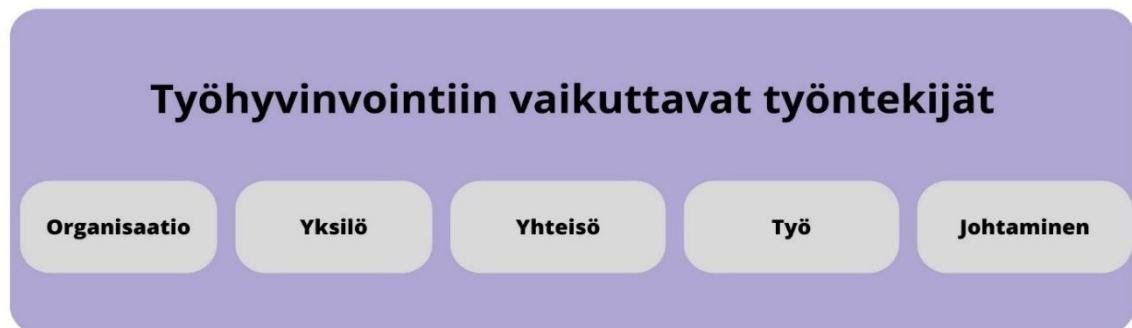 Työhyvinvointiin vaikuttavat työntekijät
Organisaatio Yksilö Yhteisö Työ Johtaminen